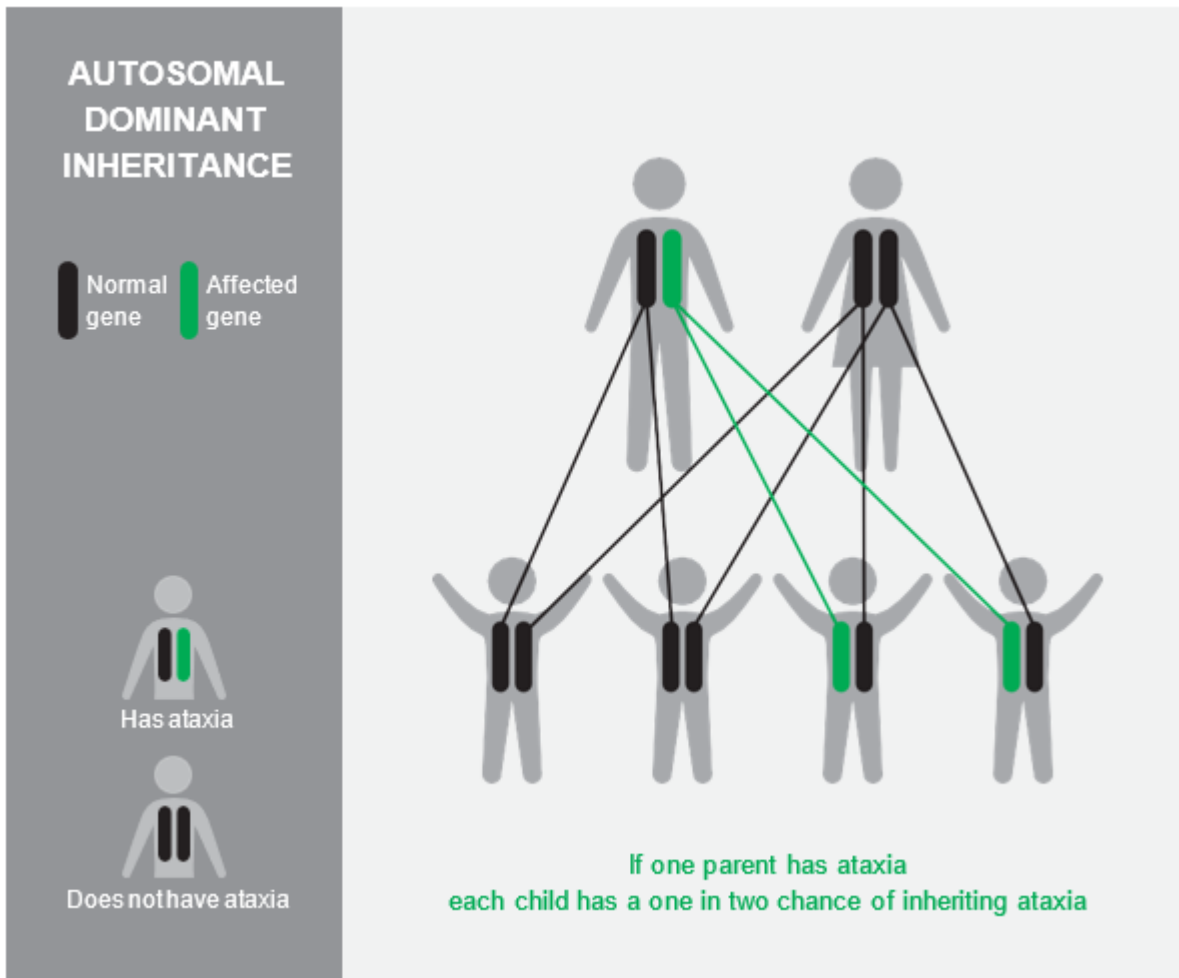 AUTOSOMAL
DOMINANT
INHERITANCE
Normal
gene
Affected
gene
Has ataxia
Does not have ataxia
If one parent has ataxia
each child has a one in two chance of inheriting ataxia